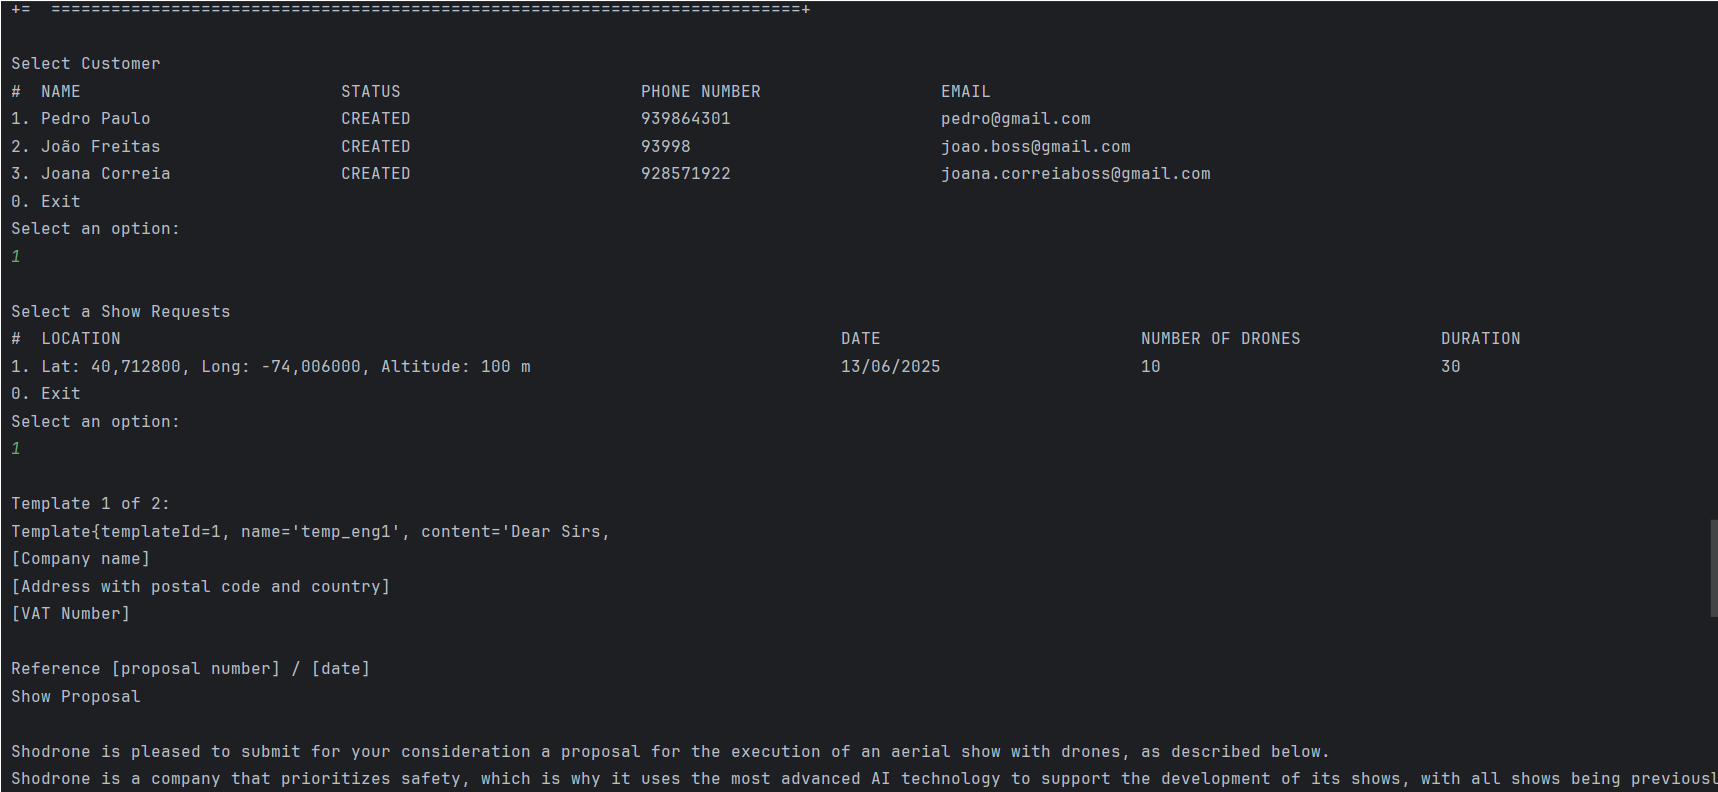 +=  ===========================================================================+
Select Customer
#  NAME                          STATUS                        PHONE NUMBER                  EMAIL
1. Pedro Paulo                   CREATED                       939864301                     pedro@gmail.com
2. João Freitas                  CREATED                       93998                         joao.boss@gmail.com
3. Joana Correia                 CREATED                       928571922                     joana.correiaboss@gmail.com
0. Exit
Select an option:
1
Select a Show Requests
#  LOCATION                                                                        DATE                          NUMBER OF DRONES              DURATION
1. Lat: 40,712800, Long: -74,006000, Altitude: 100 m                               13/06/2025                    10                            30
0. Exit
Select an option:
1
Template 1 of 2:
Template{templateId=1, name='temp_eng1', content='Dear Sirs,
[Company name]
[Address with postal code and country]
[VAT Number]
Reference [proposal number] / [date]
Show Proposal
Shodrone is pleased to submit for your consideration a proposal for the execution of an aerial show with drones, as described below.
Shodrone is a company that prioritizes safety, which is why it uses the most advanced AI technology to support the development of its shows, with all shows being previousl